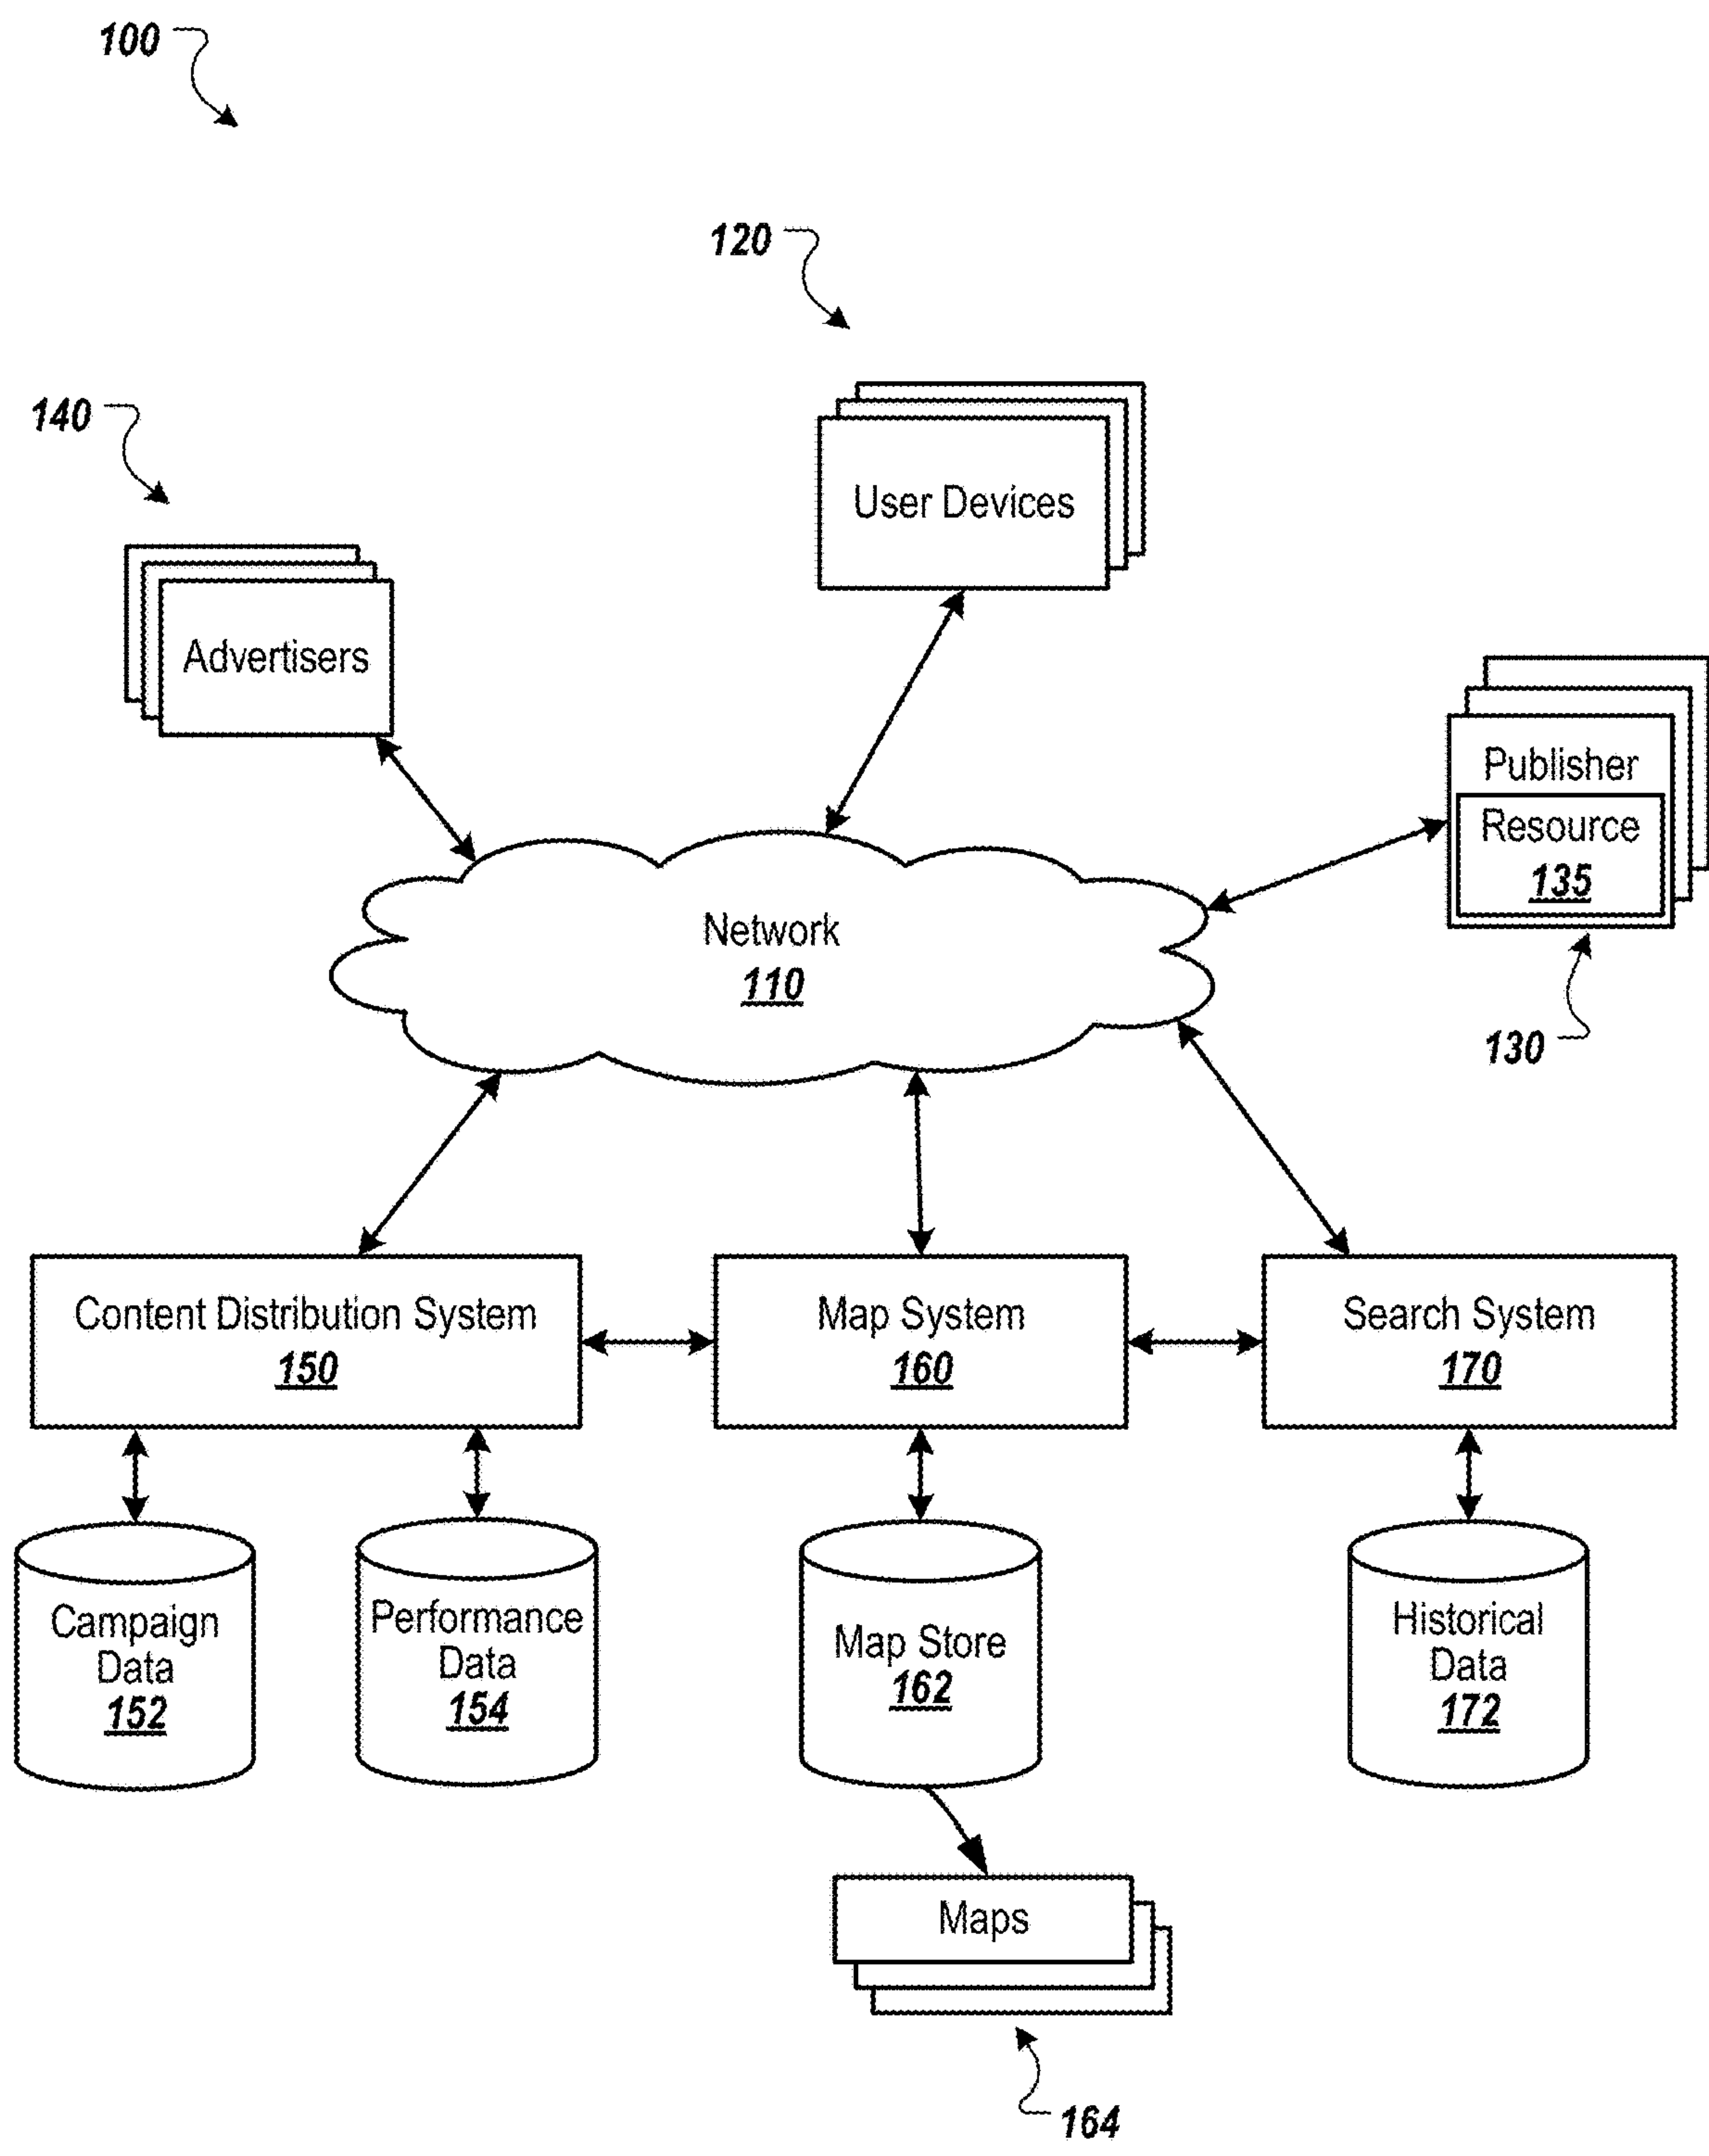 100
120
140
User Devices
Advertisers
Publisher
Resource
135
130
Network
110
Content Distribution System
150
Map System
160
Search System
170
Campaign
Data
152
Performance
Data
154
Map Store
162
Historical
Data
172
Maps
164